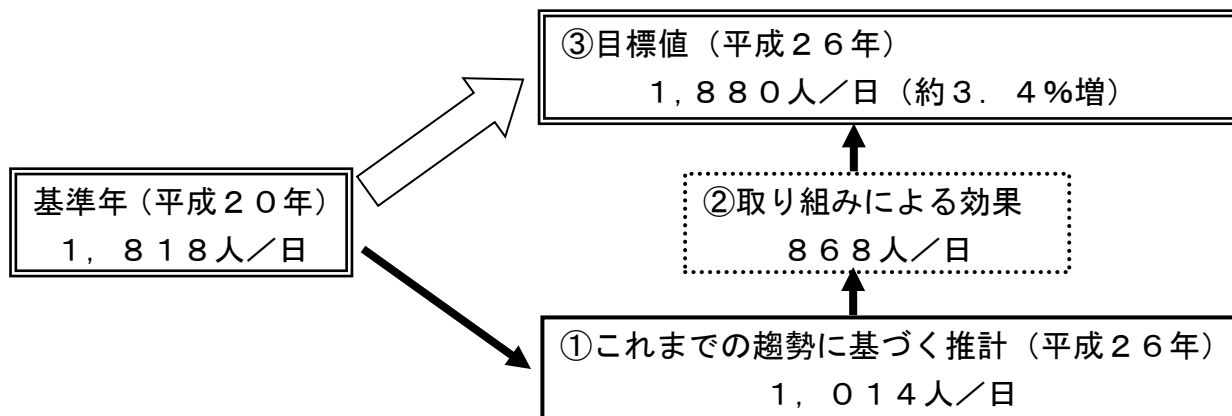 ③目標値（平成２６年）
１,８８０人／日（約３．４%増）
基準年（平成２０年）
１，８１８人／日
②取り組みによる効果
８６８人／日
①これまでの趨勢に基づく推計（平成２６年）
１，０１４人／日